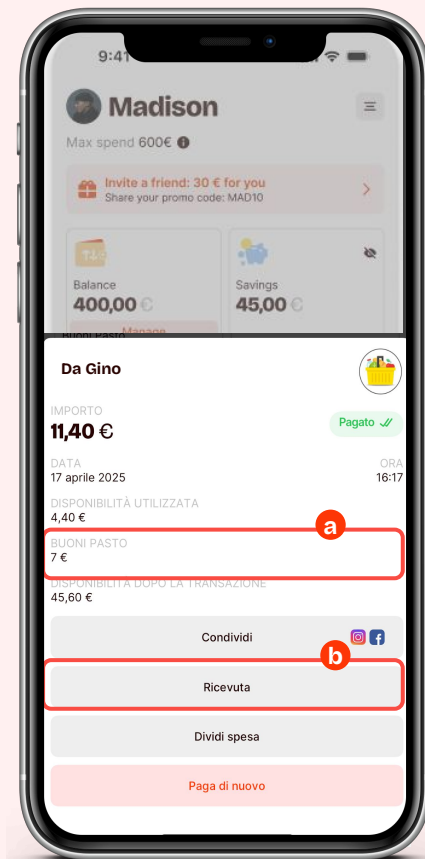 9:41
Madison
Max spend 600€
Invite a friend: 30 € for you
Share your promo code: MAD10
Balance
400,00 €
Savings
45,00 €
Buoni Pasto
Manage
Da Gino
IMPORTO
11,40 €
Pagato
DATA
17 aprile 2025
ORA
16:17
DISPONIBILITÀ UTILIZZATA
4,40 €
a
BUONI PASTO
7 €
DISPONIBILITÀ DOPO LA TRANSAZIONE
45,60 €
Condividi
b
Ricevuta
Dividi spesa
Paga di nuovo